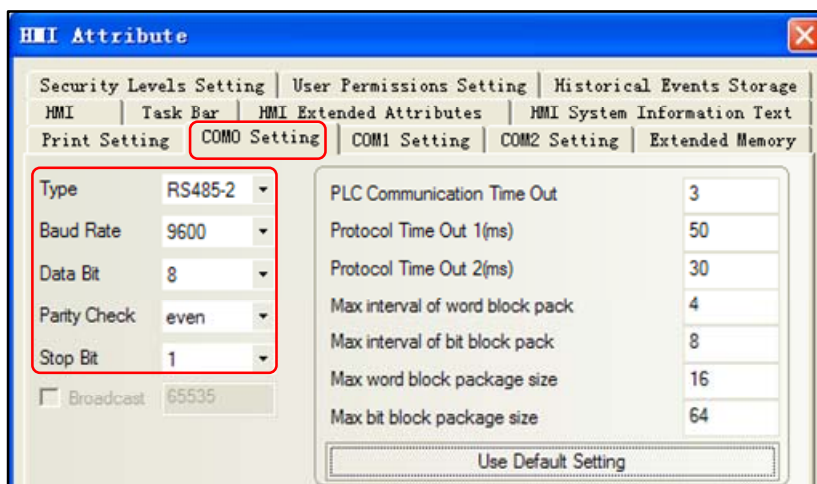 HMI Attribute
Security Levels Setting User Permissions Setting Historical Events Storage
HMI Task Bar HMI Extended Attributes HMI System Information Text
Print Setting COM0 Setting COM1 Setting COM2 Setting Extended Memory
Type RS485-2
Baud Rate 9600
Data Bit 8
Parity Check even
Stop Bit 1
Broadcast 65535
PLC Communication Time Out 3
Protocol Time Out 1(ms) 50
Protocol Time Out 2(ms) 30
Max interval of word block pack 4
Max interval of bit block pack 8
Max word block package size 16
Max bit block package size 64
Use Default Setting